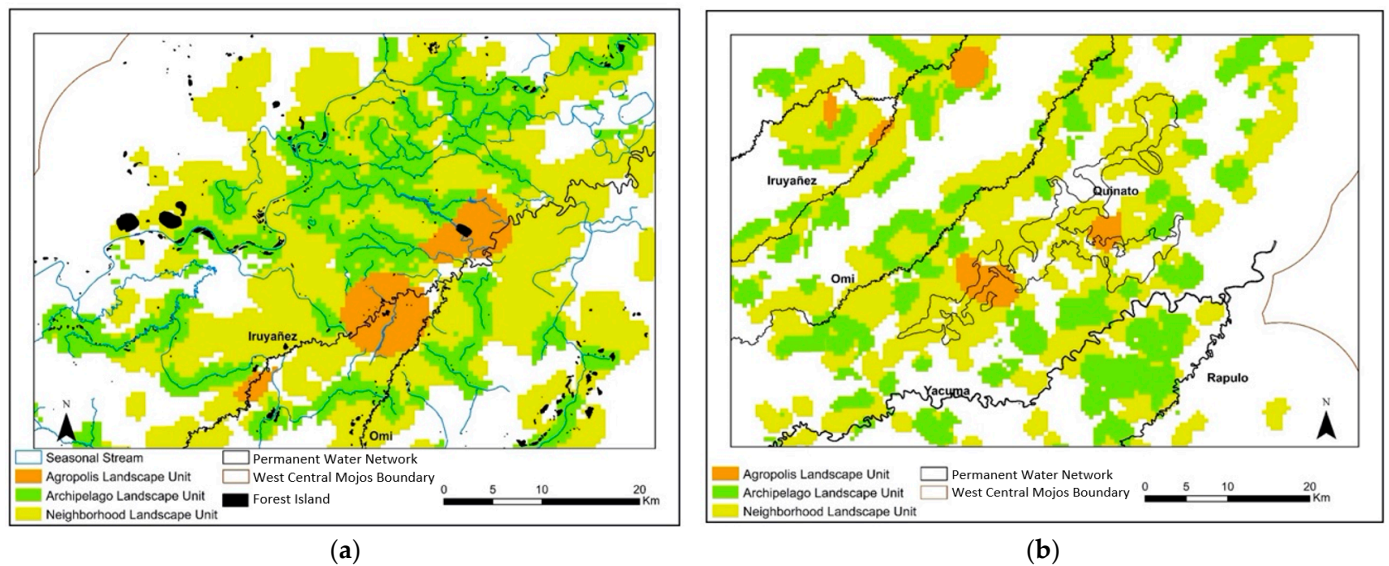 Iruyañez
Omi
N
Seasonal Stream
Agropolis Landscape Unit
Archipelago Landscape Unit
Neighborhood Landscape Unit
Permanent Water Network
West Central Mojos Boundary
Forest Island
0 5 10 20
Km
(a)
Quinato
Iruyañez
Omi
Rapulo
Yacuma
N
Agropolis Landscape Unit
Archipelago Landscape Unit
Neighborhood Landscape Unit
Permanent Water Network
West Central Mojos Boundary
0 5 10 20
Km
(b)